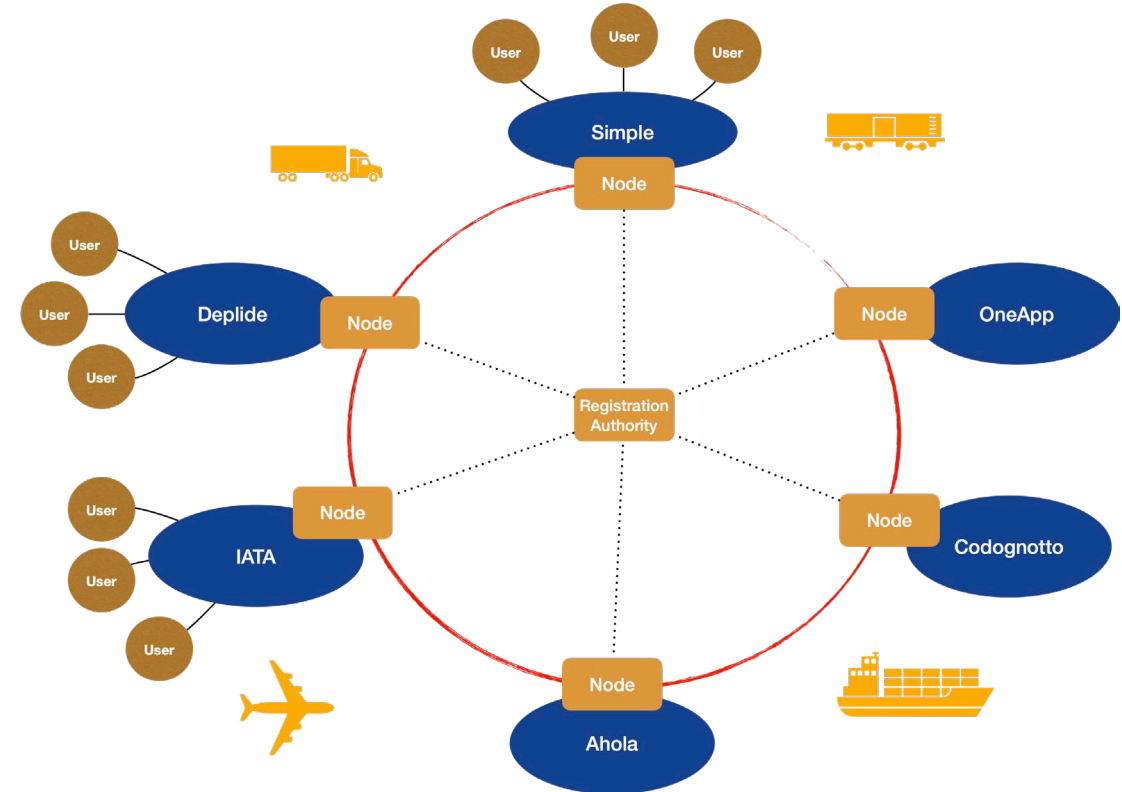 User
User
User
Simple
Node
User
User
User
Deplide
Node
Node
OneApp
Registration
Authority
User
User
User
IATA
Node
Node
Codognotto
Node
Ahola